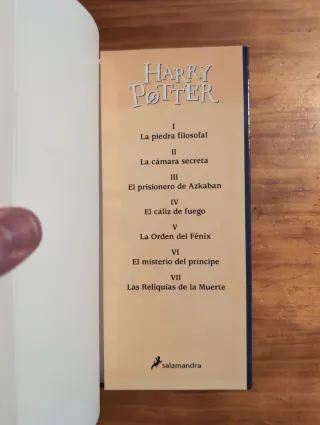 HARRY
POTTER
I
La piedra filosofal
II
La cámara secreta
III
El prisionero de Azkaban
IV
El cáliz de fuego
V
La Orden del Fénix
VI
El misterio del príncipe
VII
Las Reliquias de la Muerte
salamandra